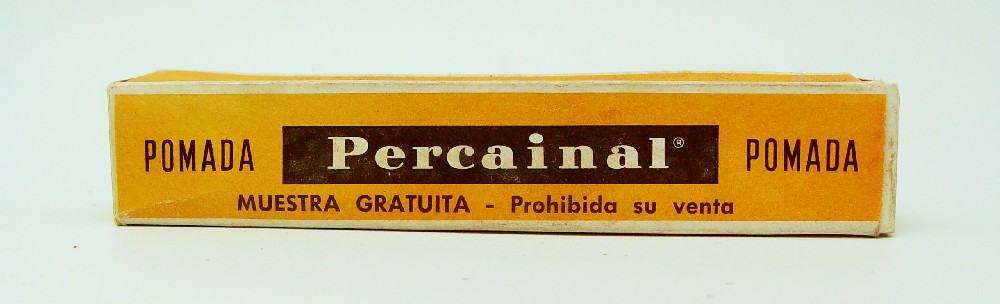 POMADA Percainal® POMADA
MUESTRA GRATUITA - Prohibida su venta